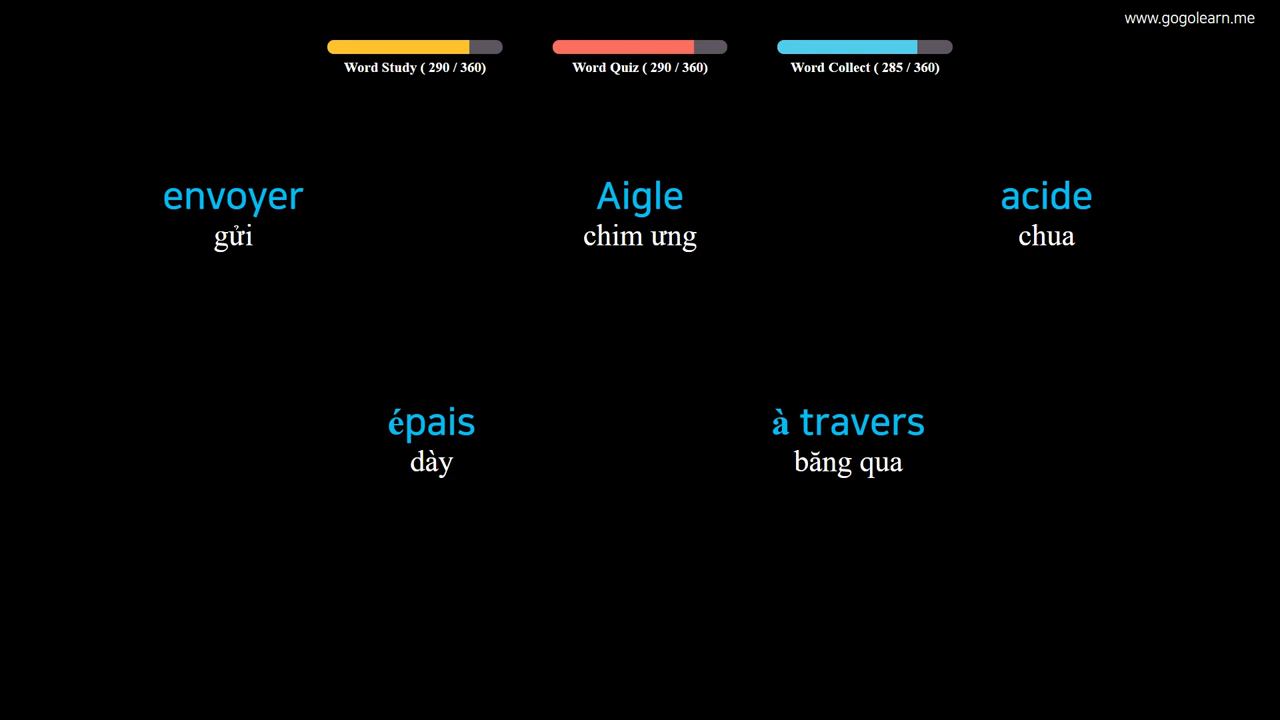 www.gogolearn.me
Word Study ( 290 / 360)
Word Quiz ( 290 / 360)
Word Collect ( 285 / 360)
envoyer
gửi
Aigle
chim ưng
acide
chua
épais
dày
à travers
băng qua